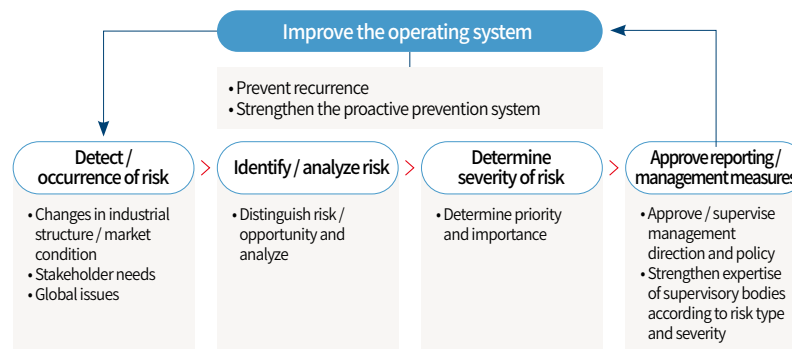 Improve the operating system
• Prevent recurrence
• Strengthen the proactive prevention system
Detect /
occurrence of risk
• Changes in industrial
structure / market
condition
• Stakeholder needs
• Global issues
Identify / analyze risk
• Distinguish risk /
opportunity and
analyze
Determine
severity of risk
• Determine priority
and importance
Approve reporting /
management measures
• Approve / supervise
management
direction and policy
• Strengthen expertise
of supervisory bodies
according to risk type
and severity